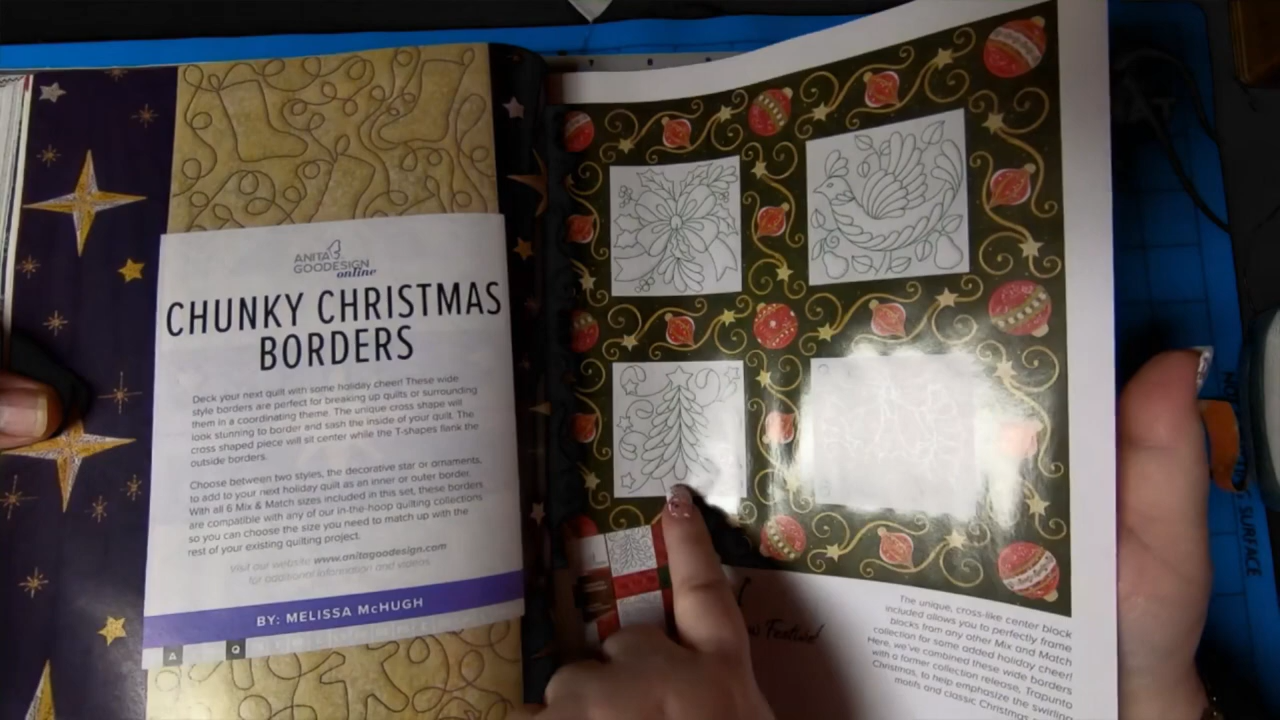 ANITA
GOODESIGN
online
CHUNKY CHRISTMAS
BORDERS
Deck your next quilt with some holiday cheer! These wide
style borders are perfect for breaking up quilts or surrounding
them in a coordinating theme. The unique cross shape will
look stunning to border and sash the inside of your quilt. The
cross shaped piece will sit center while the T-shapes flank the
outside borders.
Choose between two styles, the decorative star or ornaments,
to add to your next holiday quilt as an inner or outer border.
With all 6 Mix & Match sizes included in this set, these borders
are compatible with any of our in-the-hoop quilting collections
so you can choose the size you need to match up with the
rest of your existing quilting project.
Visit our website www.anitagoodesign.com
for additional information and videos.
BY: MELISSA McHUGH
A Q
Festive!
The unique, cross-like center block
included allows you to perfectly frame
blocks from any other Mix and Match
collection for some added holiday cheer!
Here, we've combined these wide borders
with a former collection release, Trapunto
Christmas, to help emphasize the swirling
motifs and classic Christmas
SURFACE